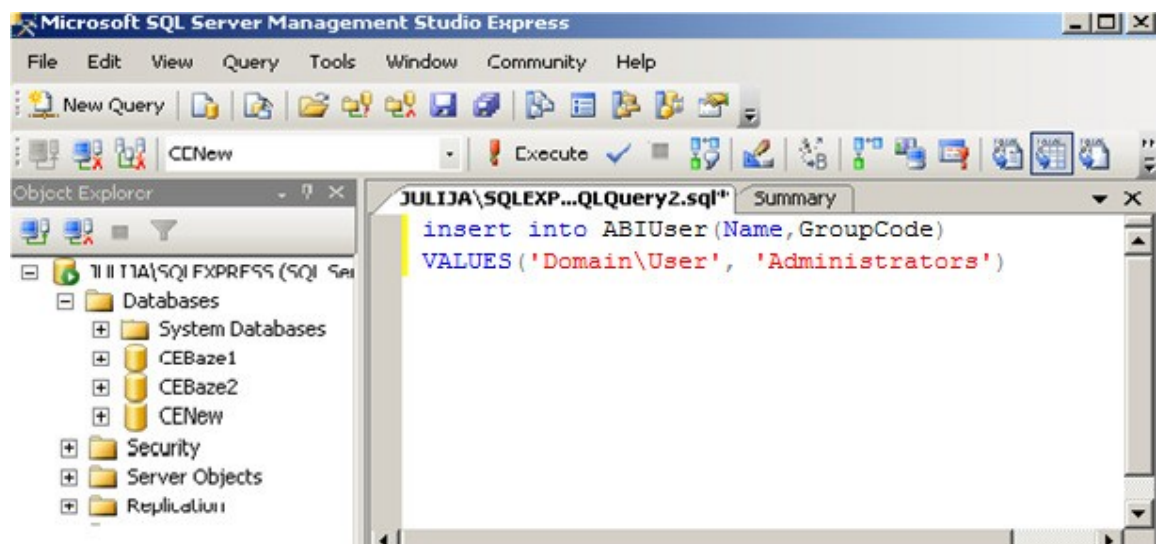 Microsoft SQL Server Management Studio Express
File Edit View Query Tools Window Community Help
New Query
CENew Execute
Object Explorer
JULIJA\SQLEXP...QLQuery2.sql* Summary
insert into ABIUser(Name,GroupCode)
VALUES('Domain\User', 'Administrators')
JULIJA\SQLEXPRESS (SQL Ser
Databases
System Databases
CEBaze1
CEBaze2
CENew
Security
Server Objects
Replication